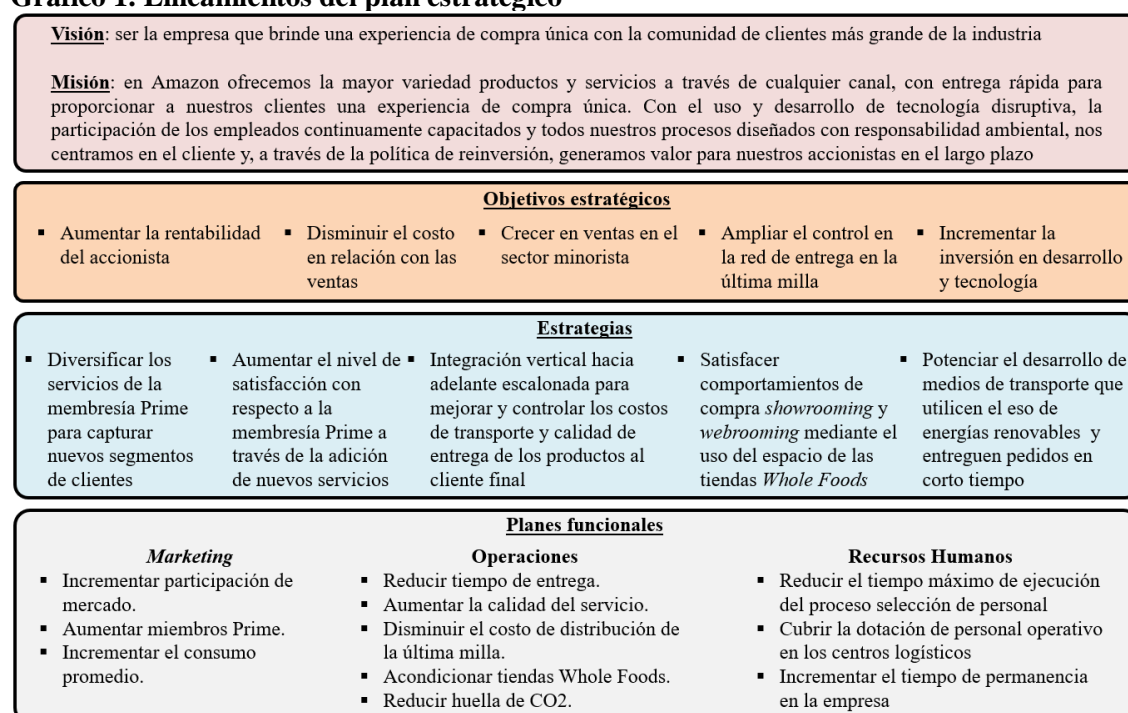 Gráfico 1. Lineamientos del plan estratégico
Visión: ser la empresa que brinde una experiencia de compra única con la comunidad de clientes más grande de la industria
Misión: en Amazon ofrecemos la mayor variedad productos y servicios a través de cualquier canal, con entrega rápida para
proporcionar a nuestros clientes una experiencia de compra única. Con el uso y desarrollo de tecnología disruptiva, la
participación de los empleados continuamente capacitados y todos nuestros procesos diseñados con responsabilidad ambiental, nos
centramos en el cliente y, a través de la política de reinversión, generamos valor para nuestros accionistas en el largo plazo
Objetivos estratégicos
▪ Aumentar la rentabilidad
del accionista
▪ Disminuir el costo
en relación con las
ventas
▪ Crecer en ventas en el
sector minorista
▪ Ampliar el control en
la red de entrega en la
última milla
▪ Incrementar la
inversión en desarrollo
y tecnología
Estrategias
▪ Diversificar los
servicios de la
membresía Prime
para capturar
nuevos segmentos
de clientes
▪ Aumentar el nivel de
satisfacción con
respecto a la
membresía Prime a
través de la adición
de nuevos servicios
▪ Integración vertical hacia
adelante escalonada para
mejorar y controlar los costos
de transporte y calidad de
entrega de los productos al
cliente final
▪ Satisfacer
comportamientos de
compra showrooming y
webrooming mediante el
uso del espacio de las
tiendas Whole Foods
▪ Potenciar el desarrollo de
medios de transporte que
utilicen el eso de
energías renovables y
entreguen pedidos en
corto tiempo
Planes funcionales
Marketing
▪ Incrementar participación de
mercado.
▪ Aumentar miembros Prime.
▪ Incrementar el consumo
promedio.
Operaciones
▪ Reducir tiempo de entrega.
▪ Aumentar la calidad del servicio.
▪ Disminuir el costo de distribución de
la última milla.
▪ Acondicionar tiendas Whole Foods.
▪ Reducir huella de CO2.
Recursos Humanos
▪ Reducir el tiempo máximo de ejecución
del proceso selección de personal
▪ Cubrir la dotación de personal operativo
en los centros logísticos
▪ Incrementar el tiempo de permanencia
en la empresa